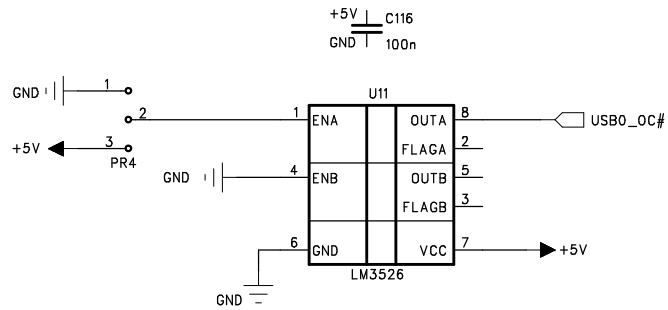 +5V C116
GND 100n
U11
GND 1
2 1 ENA OUTA 8 USB0_OC#
+5V 3 FLAGA 2
PR4
GND 4 ENB OUTB 5
FLAGB 3
6 GND VCC 7 +5V
LM3526
GND